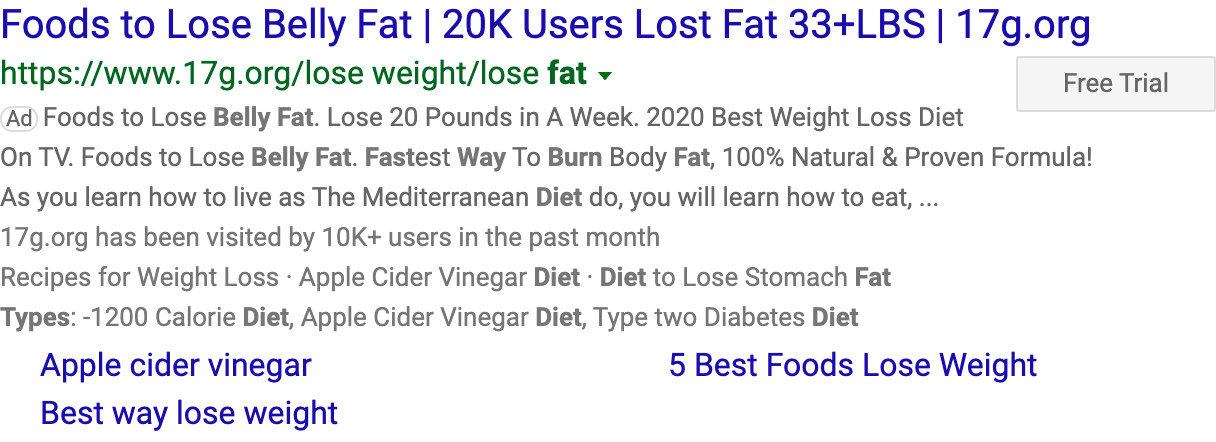 Foods to Lose Belly Fat | 20K Users Lost Fat 33+LBS | 17g.org
https://www.17g.org/lose weight/lose fat
Free Trial
Ad Foods to Lose Belly Fat. Lose 20 Pounds in A Week. 2020 Best Weight Loss Diet
On TV. Foods to Lose Belly Fat. Fastest Way To Burn Body Fat, 100% Natural & Proven Formula!
As you learn how to live as The Mediterranean Diet do, you will learn how to eat, ...
17g.org has been visited by 10K+ users in the past month
Recipes for Weight Loss · Apple Cider Vinegar Diet · Diet to Lose Stomach Fat
Types: -1200 Calorie Diet, Apple Cider Vinegar Diet, Type two Diabetes Diet
Apple cider vinegar
5 Best Foods Lose Weight
Best way lose weight